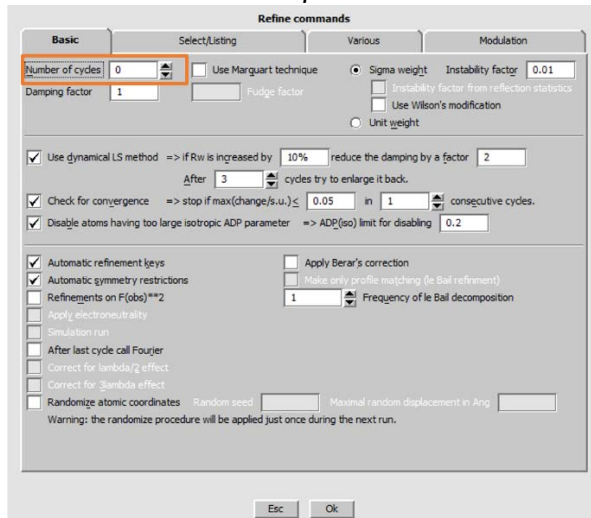 Refine commands
Basic Select/Listing Various Modulation
Number of cycles 0 Use Marquart technique Sigma weight Instability factor 0.01
Damping factor 1 Fudge factor Instability factor from reflection statistics
Use Wilson's modification
Unit weight
Use dynamical LS method => if Rw is increased by 10% reduce the damping by a factor 2
After 3 cycles try to enlarge it back.
Check for convergence => stop if max(change/s.u.)< 0.05 in 1 consecutive cycles.
Disable atoms having too large isotropic ADP parameter => ADP(iso) limit for disabling 0.2
Automatic refinement keys Apply Berar's correction
Automatic symmetry restrictions Make only profile matching (le Bail refinment)
Refinements on F(obs)**2 1 Frequency of le Bail decomposition
Apply electroneutrality
Simulation run
After last cycle call Fourier
Correct for lambda/2 effect
Correct for 3lambda effect
Randomize atomic coordinates Random seed Maximal random displacement in Ang
Warning: the randomize procedure will be applied just once during the next run.
Esc Ok